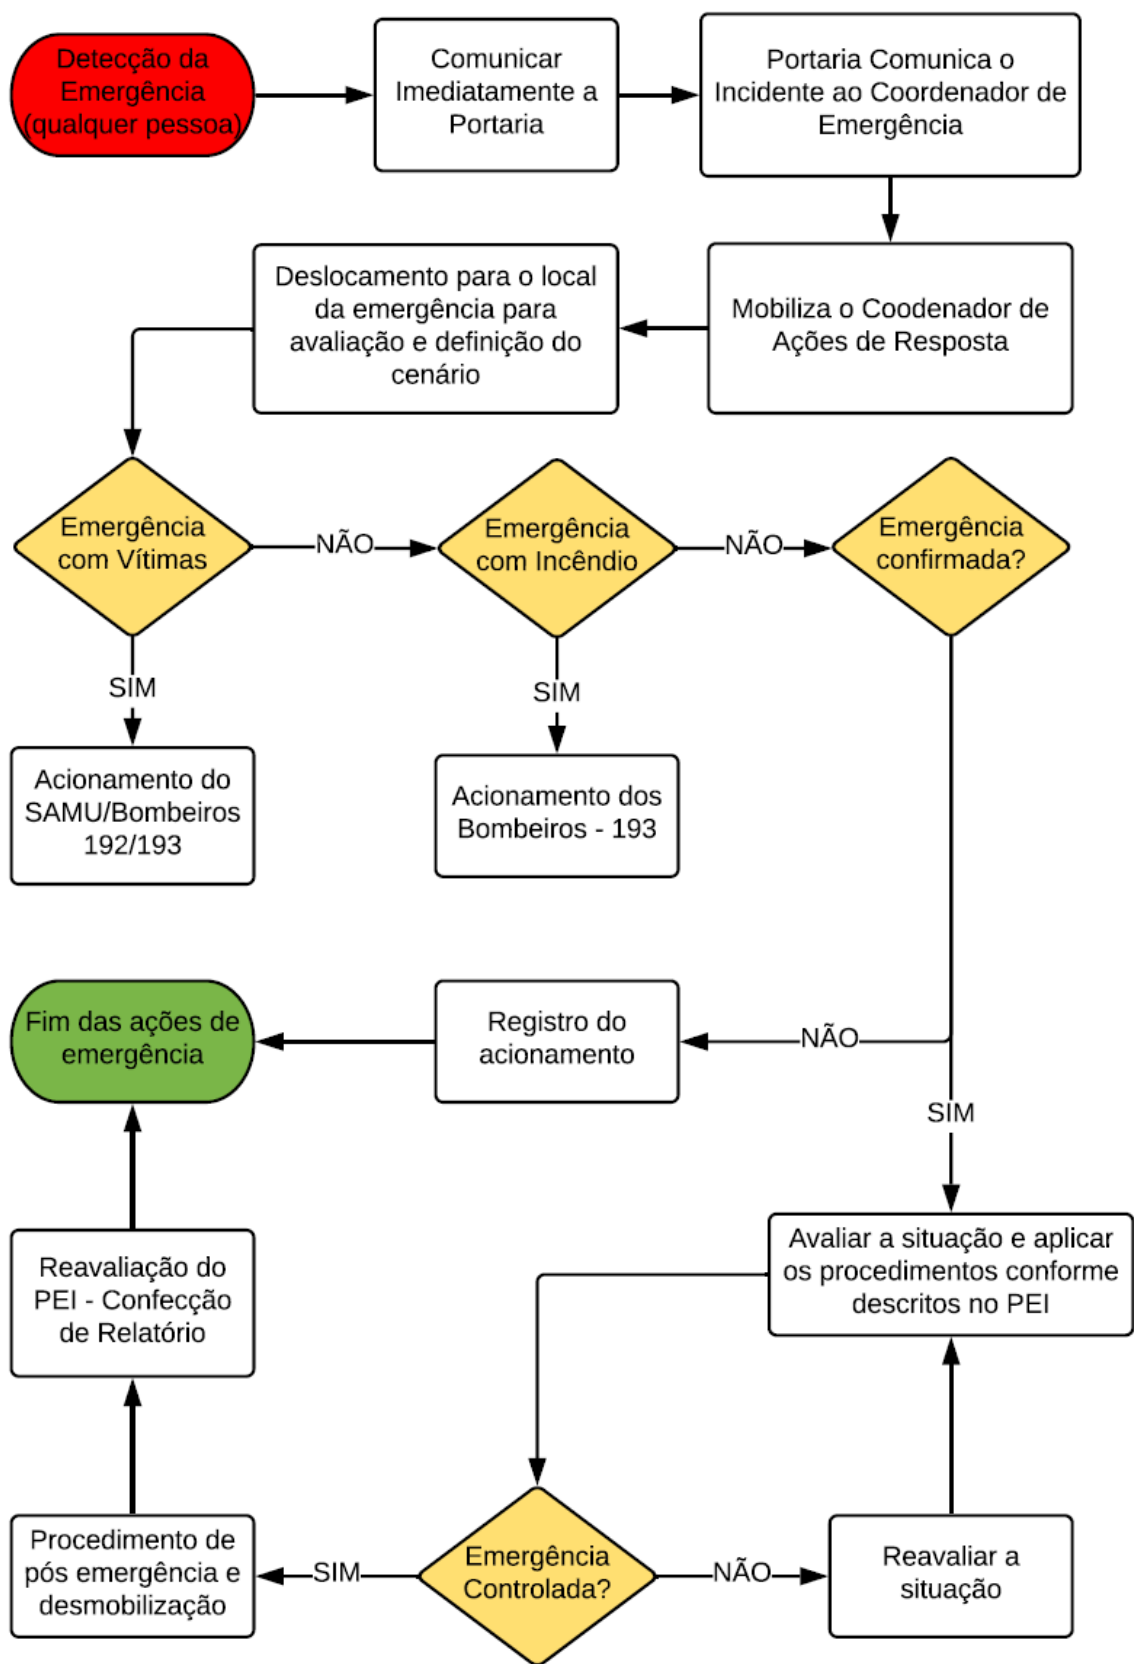 Detecção da
Emergência
(qualquer pessoa)
Comunicar
Imediatamente a
Portaria
Portaria Comunica o
Incidente ao Coordenador de
Emergência
Mobiliza o Coodenador de
Ações de Resposta
Deslocamento para o local
da emergência para
avaliação e definição do
cenário
Emergência
com Vítimas
NÃO
Emergência
com Incêndio
NÃO
Emergência
confirmada?
SIM
SIM
Acionamento do
SAMU/Bombeiros
192/193
Acionamento dos
Bombeiros - 193
Fim das ações de
emergência
Registro do
acionamento
NÃO
SIM
Reavaliação do
PEI - Confecção
de Relatório
Avaliar a situação e aplicar
os procedimentos conforme
descritos no PEI
Procedimento de
pós emergência e
desmobilização
SIM
Emergência
Controlada?
NÃO
Reavaliar a
situação